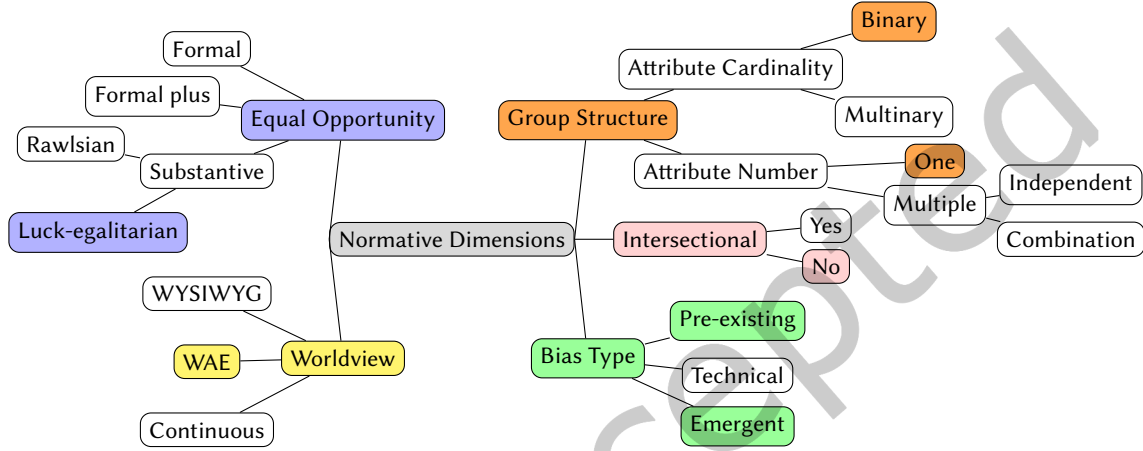 Formal
Formal plus
Equal Opportunity
Rawlsian
Substantive
Luck-egalitarian
Normative Dimensions
WYSIWYG
WAE
Worldview
Continuous
Binary
Attribute Cardinality
Group Structure
Multinary
Attribute Number
One
Multiple
Independent
Combination
Intersectional
Yes
No
Pre-existing
Bias Type
Technical
Emergent
cepted